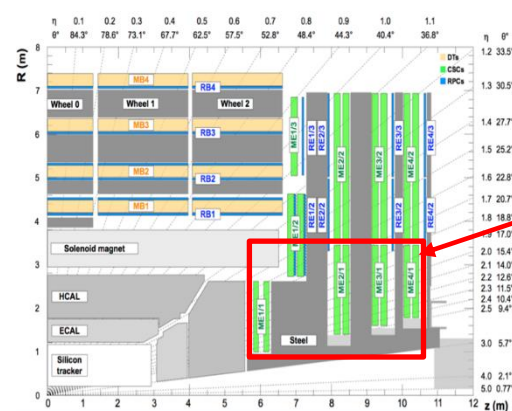 η 0.1 0.2 0.3 0.4 0.5 0.6 0.7 0.8 0.9 1.0 1.1
θ° 84.3° 78.6° 73.1° 67.7° 62.5° 57.5° 52.8° 48.4° 44.3° 40.4° 36.8° η θ°
R (m)
8
7
6
5
4
3
2
1
0
DTs
CSCs
RPCs
1.2 33.5°
1.3 30.5°
1.4 27.7°
1.5 25.2°
1.6 22.8°
1.7 20.7°
1.8 18.8°
17.0°
2.0 15.4°
2.1 14.0°
2.2 12.6°
2.3 11.5°
2.4 10.4°
2.5 9.4°
3.0 5.7°
4.0 2.1°
5.0 0.77°
MB4
RB4
Wheel 0
Wheel 1
Wheel 2
MB3
RB3
MB2
RB2
MB1
RB1
Solenoid magnet
HCAL
ECAL
Silicon
tracker
Steel
ME1/3
RE1/3
RE2/3
ME2/2
ME3/2
RE3/3
ME4/2
RE4/3
ME1/2
RE1/2
RE2/2
RE3/2
RE4/2
ME1/1
ME2/1
ME3/1
ME4/1
0 1 2 3 4 5 6 7 8 9 10 11 12
z (m)